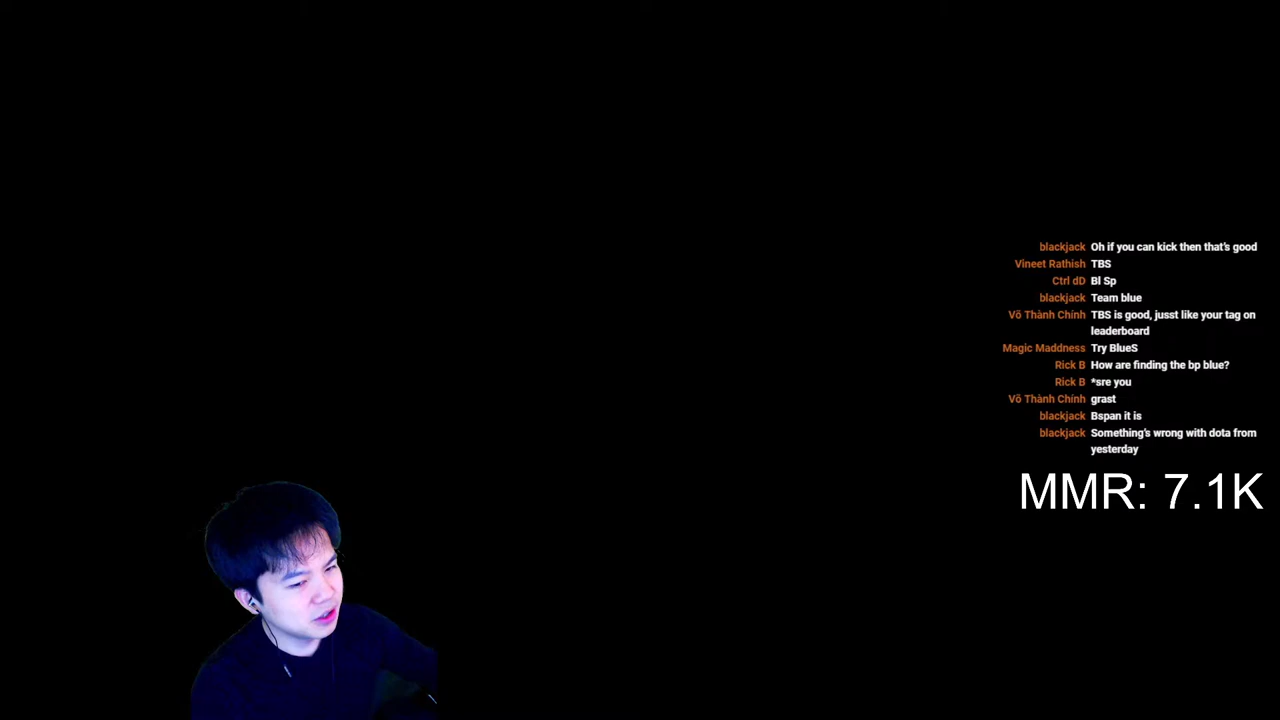 blackjack Oh if you can kick then that's good
Vineet Rathish TBS
Ctrl dD Bl Sp
blackjack Team blue
Võ Thành Chính TBS is good, jusst like your tag on
leaderboard
Magic Maddness Try BlueS
Rick B How are finding the bp blue?
Rick B *sre you
Võ Thành Chính grast
blackjack Bspan it is
blackjack Something's wrong with dota from
yesterday
MMR: 7.1K